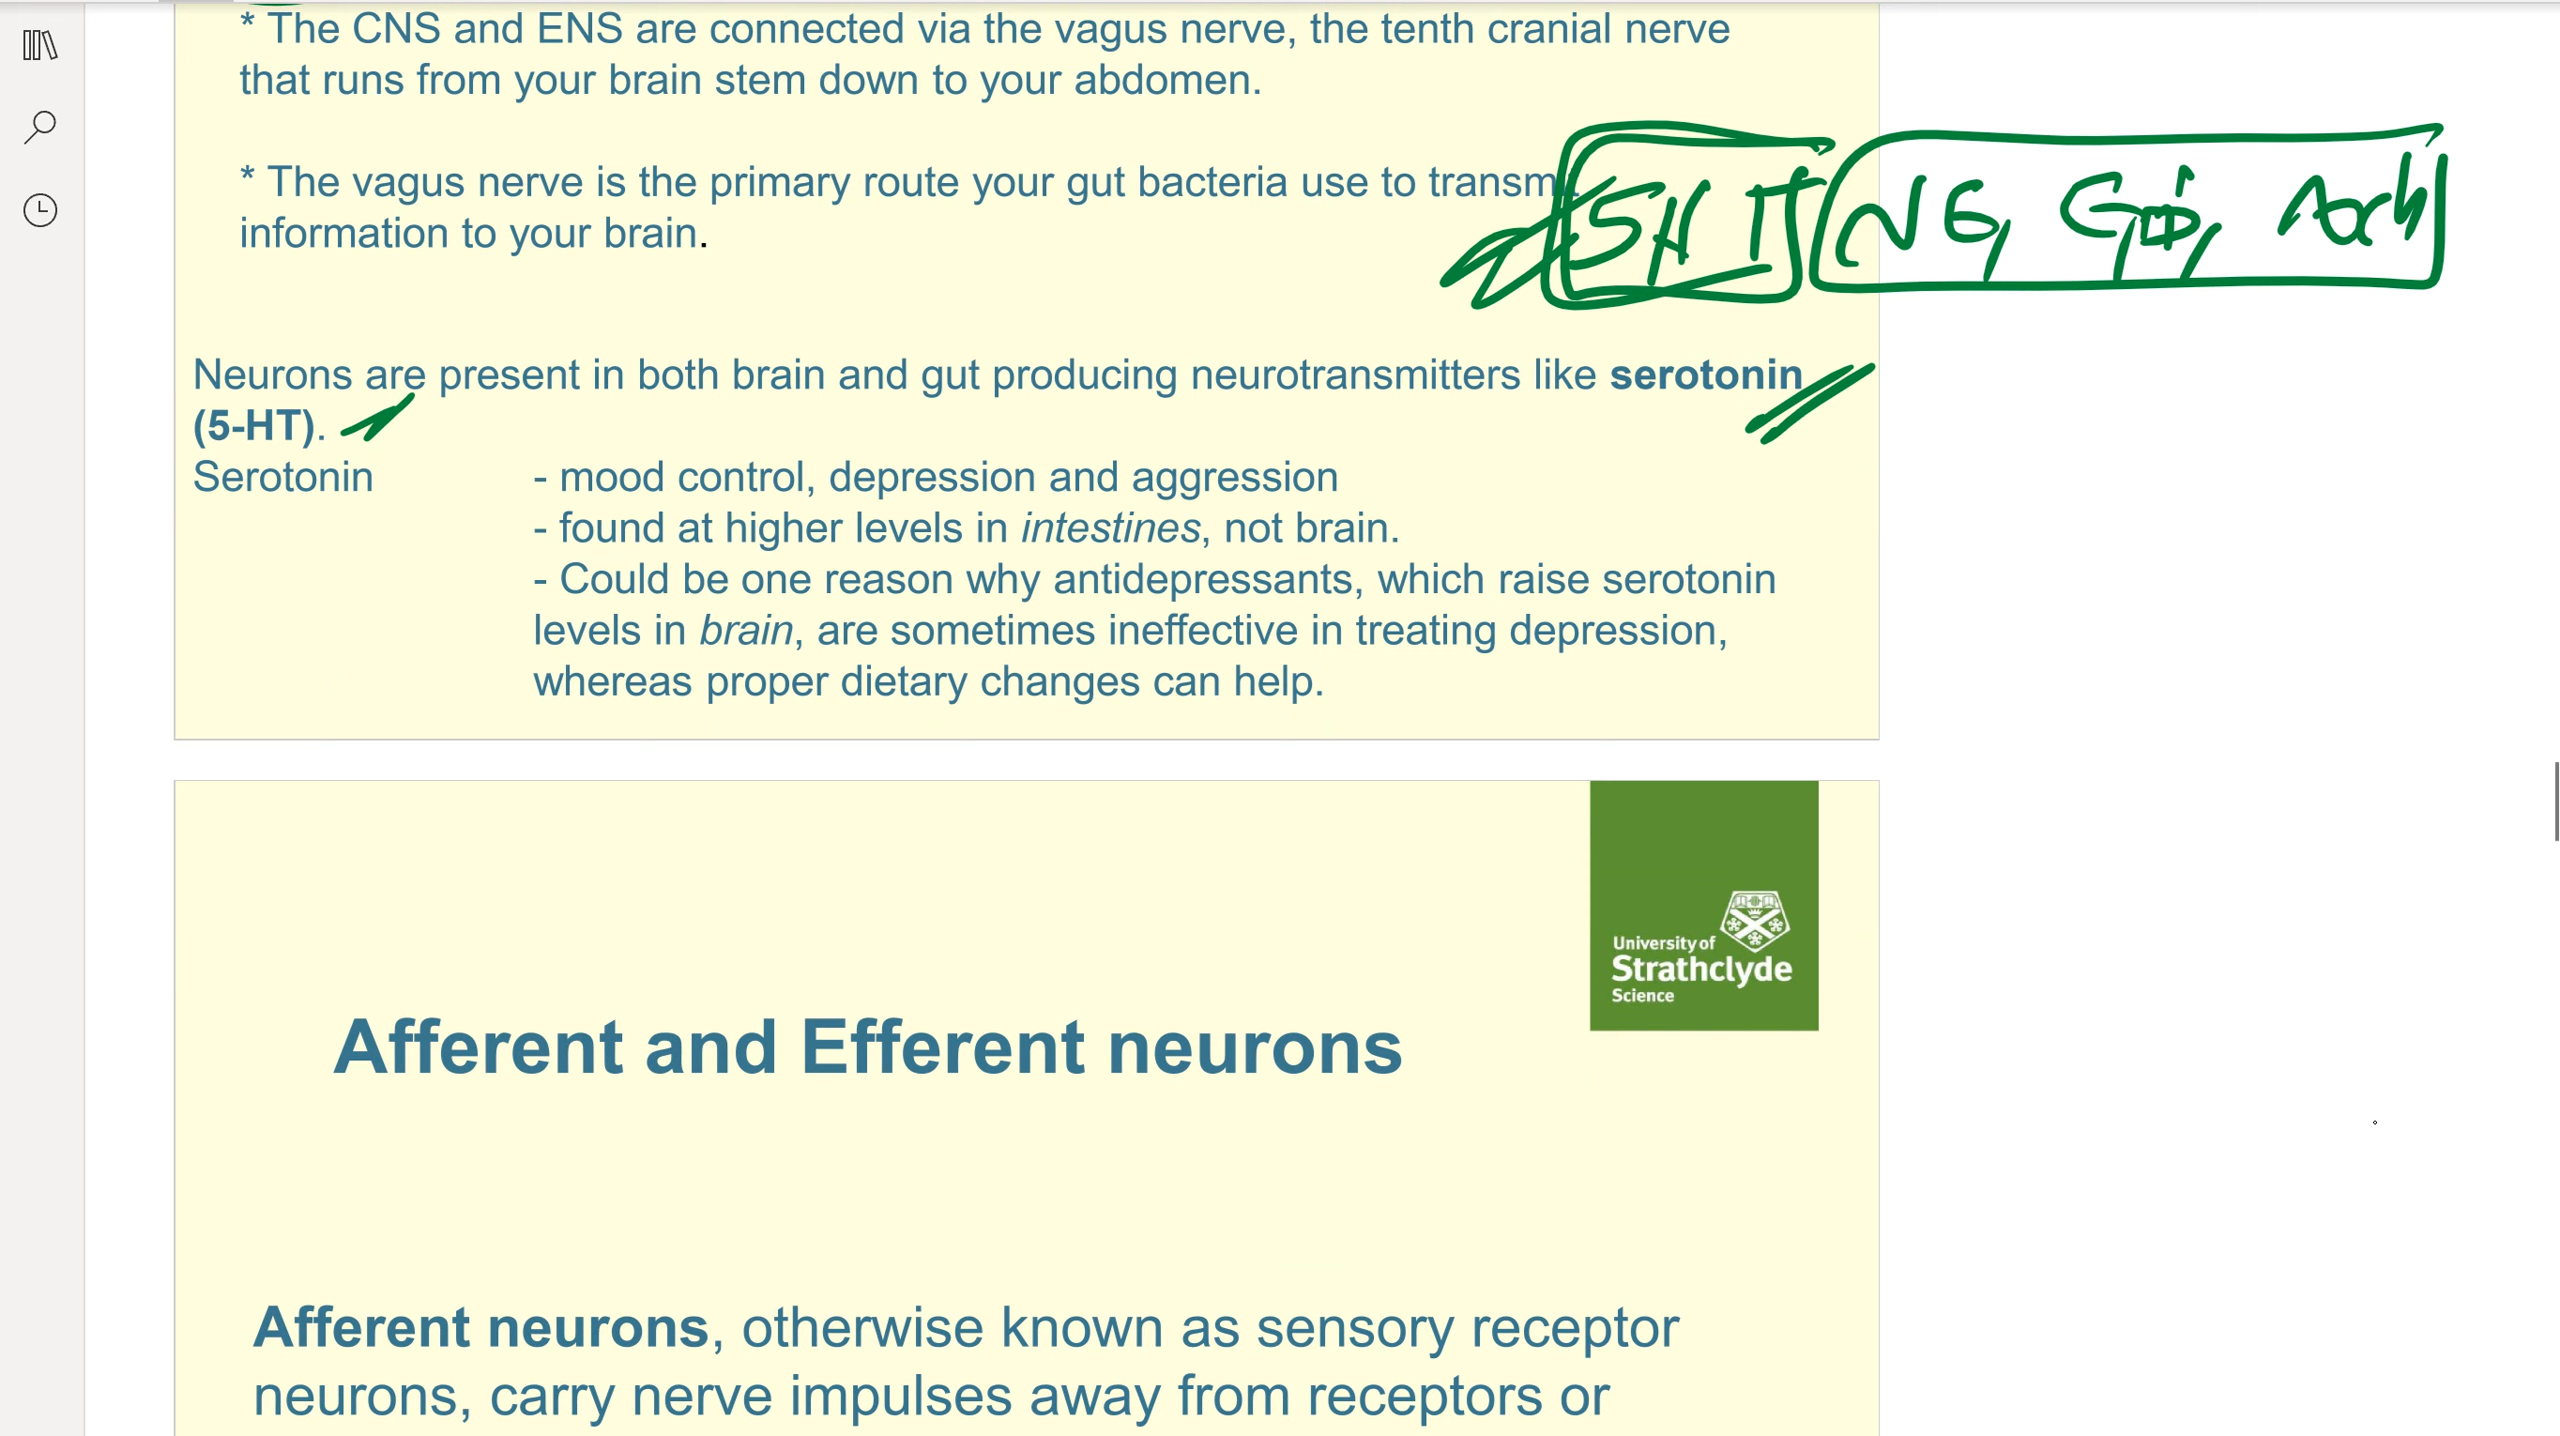 * The CNS and ENS are connected via the vagus nerve, the tenth cranial nerve
that runs from your brain stem down to your abdomen.
* The vagus nerve is the primary route your gut bacteria use to transm
information to your brain.
5HT NE, Ach
Neurons are present in both brain and gut producing neurotransmitters like serotonin
(5-HT).
Serotonin - mood control, depression and aggression
- found at higher levels in intestines, not brain.
- Could be one reason why antidepressants, which raise serotonin
levels in brain, are sometimes ineffective in treating depression,
whereas proper dietary changes can help.
University of
Strathclyde
Science
Afferent and Efferent neurons
Afferent neurons, otherwise known as sensory receptor
neurons, carry nerve impulses away from receptors or